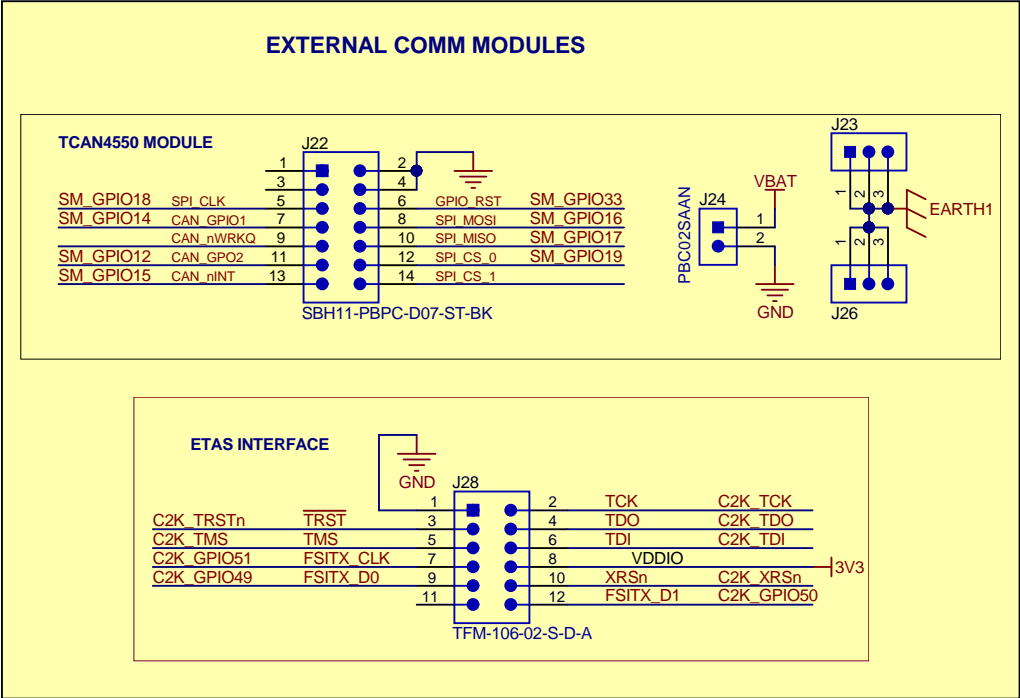 EXTERNAL COMM MODULES
TCAN4550 MODULE
J22
1 2
3 4
SM_GPIO18 SPI_CLK 5 6 GPIO_RST SM_GPIO33
SM_GPIO14 CAN_GPIO1 7 8 SPI_MOSI SM_GPIO16
CAN_nWRKQ 9 10 SPI_MISO SM_GPIO17
SM_GPIO12 CAN_GPO2 11 12 SPI_CS_0 SM_GPIO19
SM_GPIO15 CAN_nINT 13 14 SPI_CS_1
SBH11-PBPC-D07-ST-BK
PBC02SAAN
J24
VBAT
1
2
GND
J23
1 2 3
EARTH1
1 2 3
J26
ETAS INTERFACE
GND
J28
1 2 TCK C2K_TCK
C2K_TRSTn TRST 3 4 TDO C2K_TDO
C2K_TMS TMS 5 6 TDI C2K_TDI
C2K_GPIO51 FSITX_CLK 7 8 VDDIO 3V3
C2K_GPIO49 FSITX_D0 9 10 XRSn C2K_XRSn
11 12 FSITX_D1 C2K_GPIO50
TFM-106-02-S-D-A